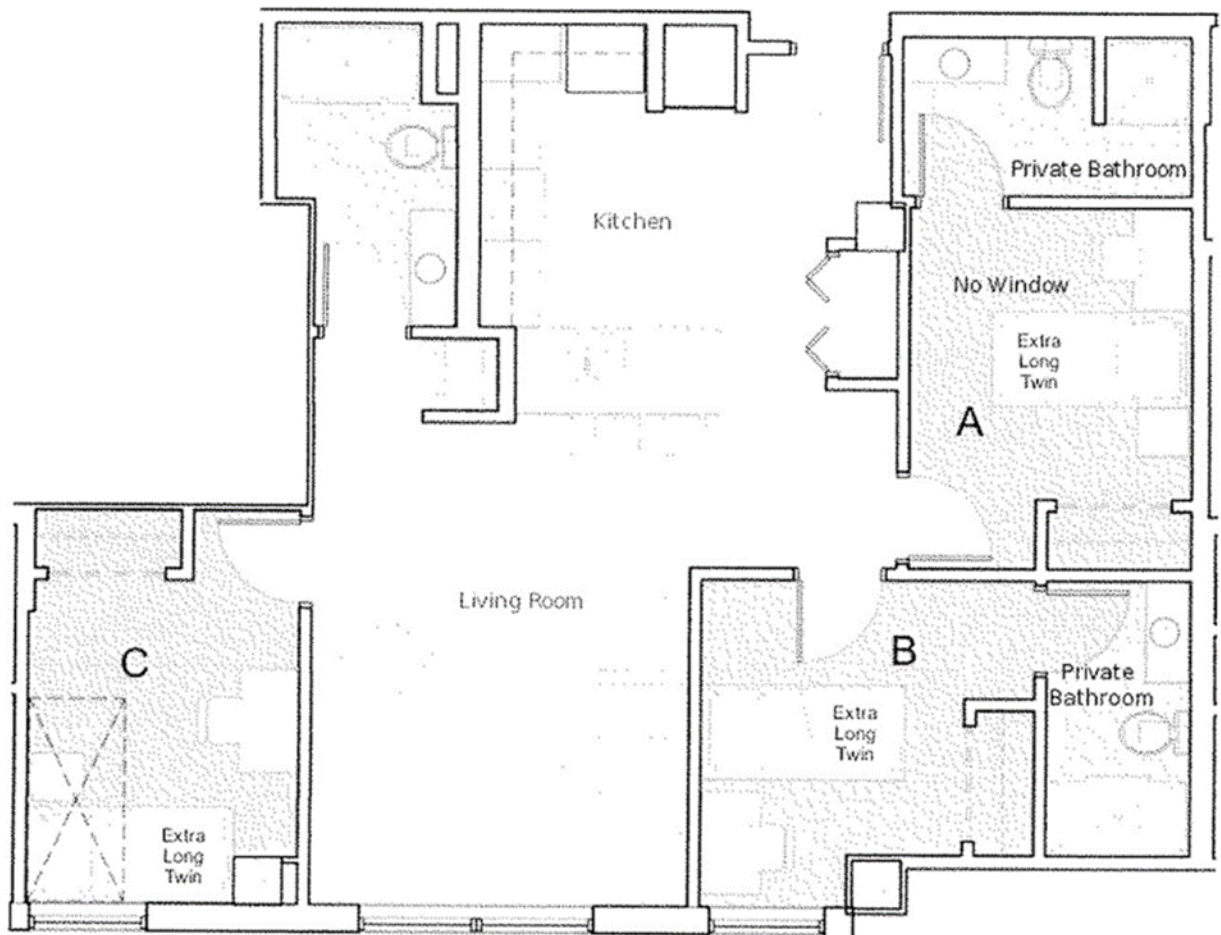 Private Bathroom
Kitchen
No Window
Extra
Long
Twin
A
Living Room
C
B
Private
Bathroom
Extra
Long
Twin
Extra
Long
Twin